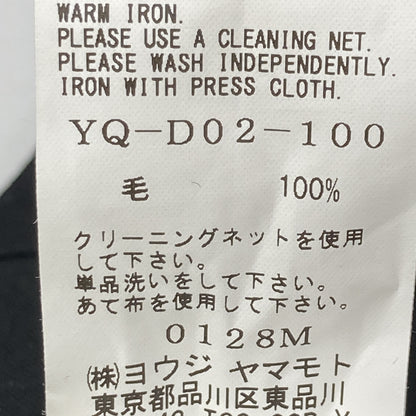 WARM IRON.
PLEASE USE A CLEANING NET.
PLEASE WASH INDEPENDENTLY.
IRON WITH PRESS CLOTH.
YQ-D02-100
毛 100%
クリーニングネットを使用
して下さい。
単品洗いをして下さい。
あて布を使用して下さい。
0128M
(株)ヨウジ ヤマモト
東京都品川区東品川